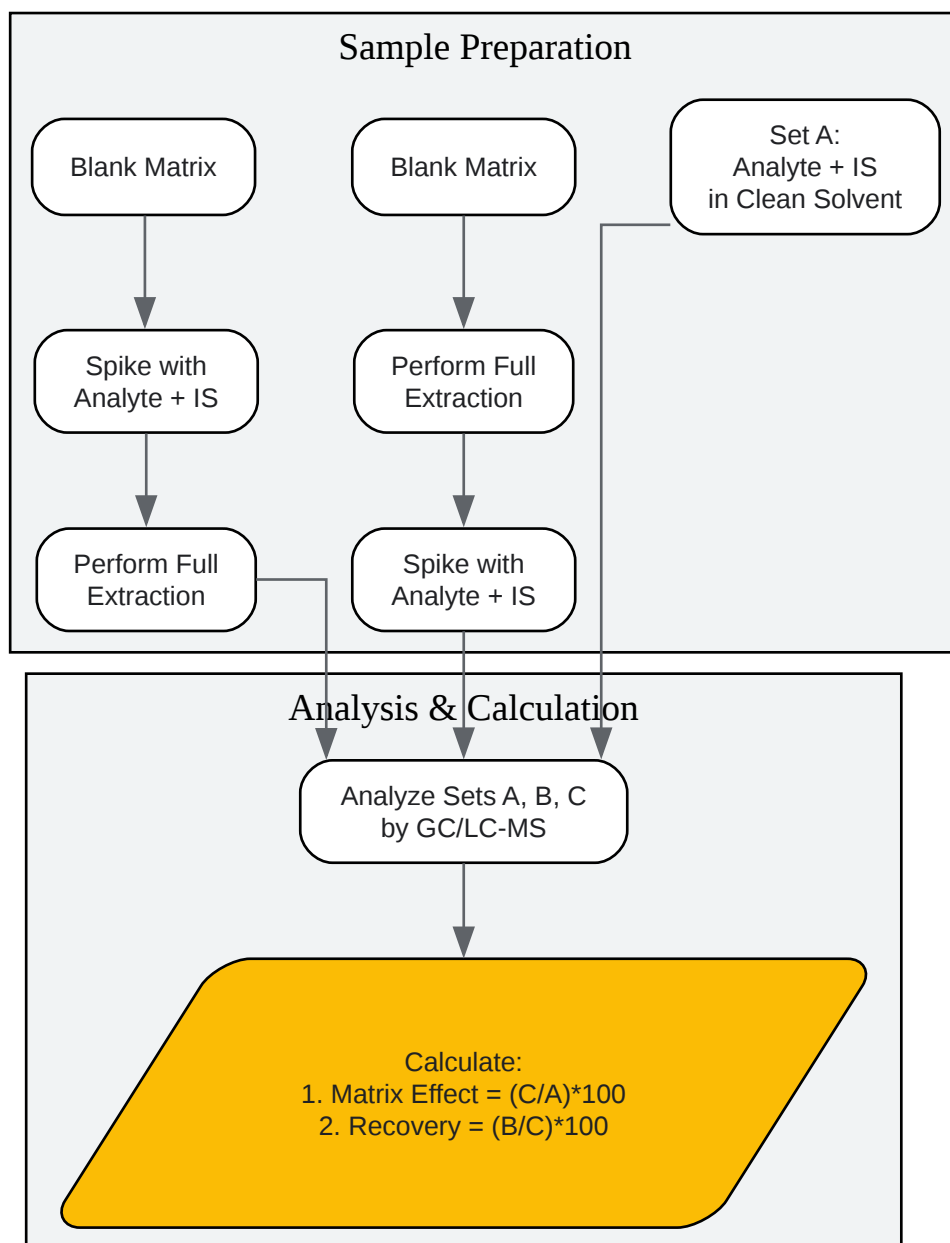 Sample Preparation
Blank Matrix
Blank Matrix
Set A:
Analyte + IS
in Clean Solvent
Spike with
Analyte + IS
Perform Full
Extraction
Perform Full
Extraction
Spike with
Analyte + IS
Analysis & Calculation
Analyze Sets A, B, C
by GC/LC-MS
Calculate:
1. Matrix Effect = (C/A)*100
2. Recovery = (B/C)*100